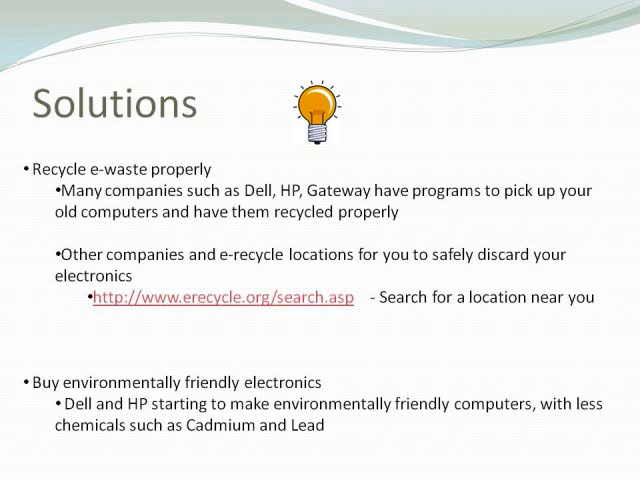 Solutions
• Recycle e-waste properly
•Many companies such as Dell, HP, Gateway have programs to pick up your
old computers and have them recycled properly
•Other companies and e-recycle locations for you to safely discard your
electronics
•http://www.erecycle.org/search.asp - Search for a location near you
• Buy environmentally friendly electronics
• Dell and HP starting to make environmentally friendly computers, with less
chemicals such as Cadmium and Lead